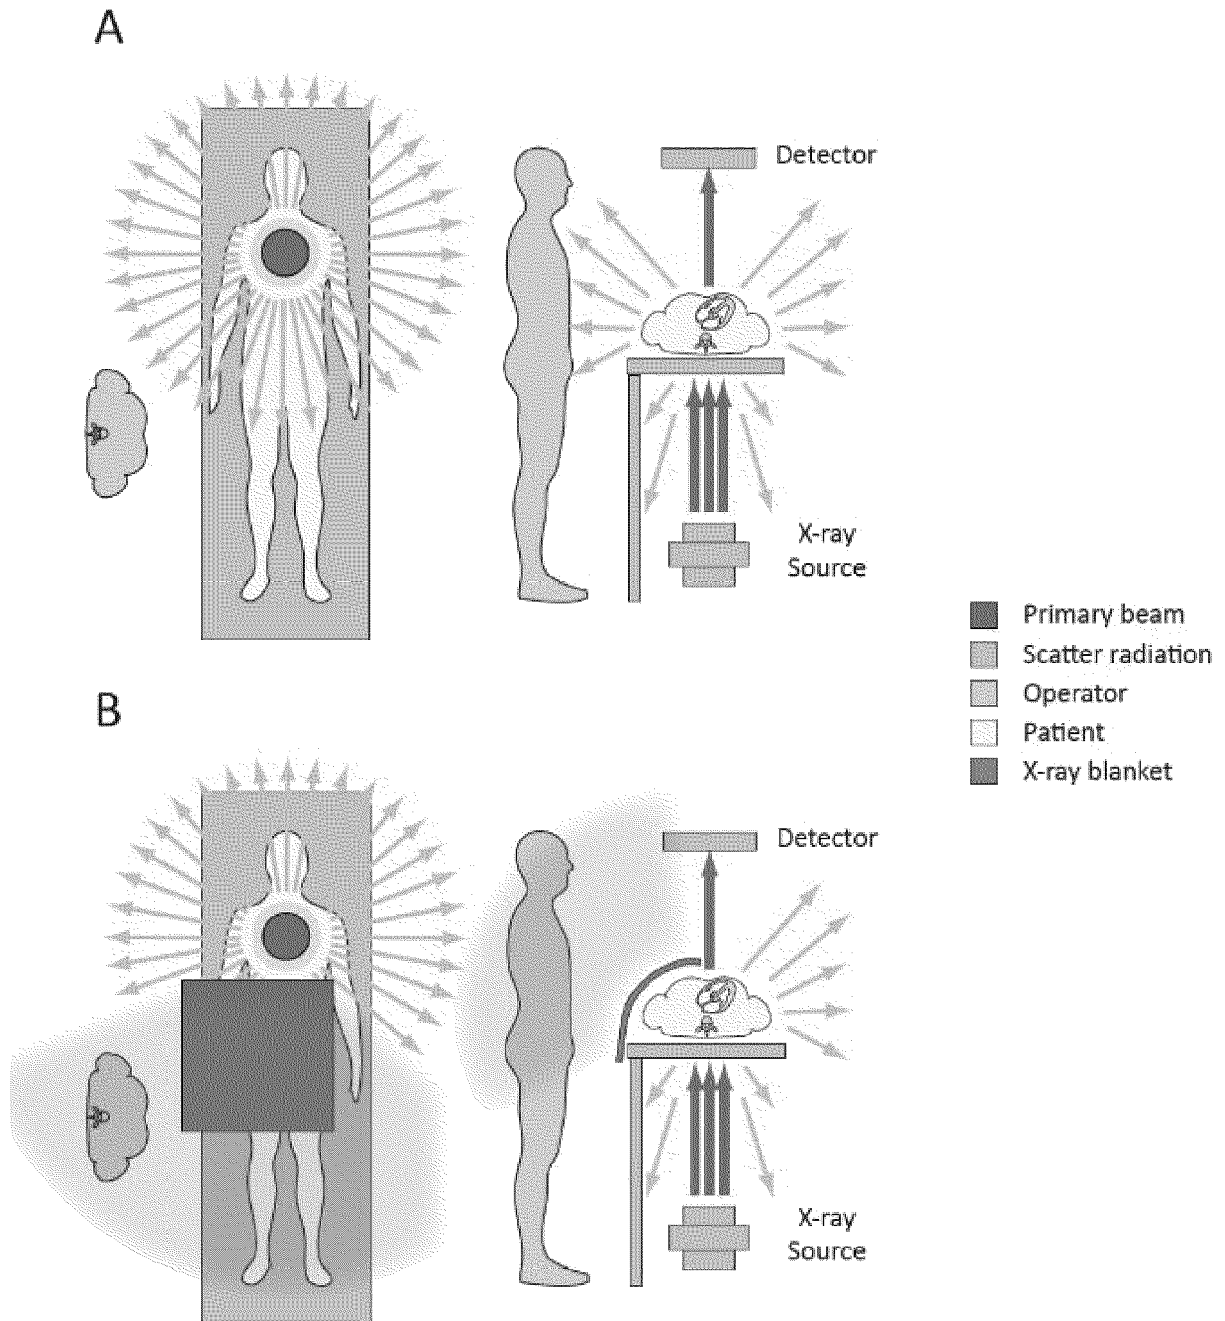 A
Detector
X-ray
Source
Primary beam
Scatter radiation
Operator
Patient
X-ray blanket
B
Detector
X-ray
Source